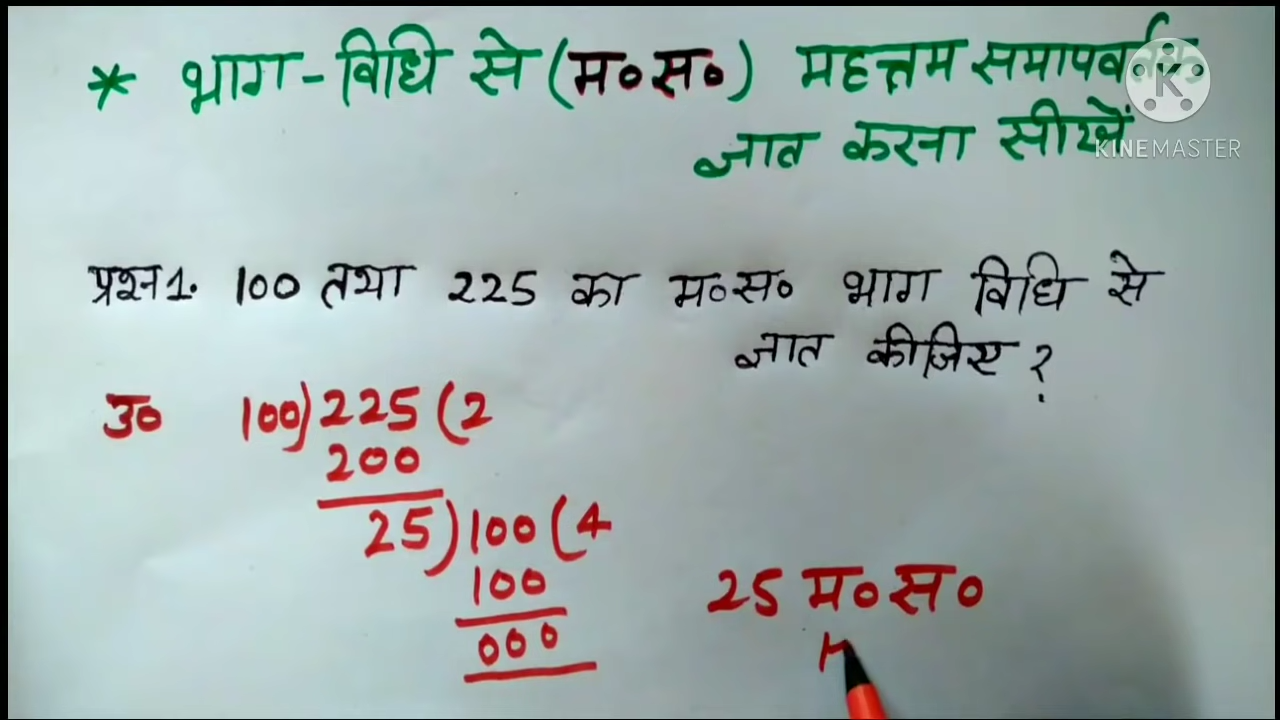 * भाग-विधि से (म०स०) महत्तम समापवर्तक
ज्ञात करना सीखें
KINEMASTER
प्रश्न1. 100 तथा 225 का म०स० भाग विधि से
ज्ञात कीजिए ?
उ० 100)225(2
200
25)100(4
100
000
25 म०स०